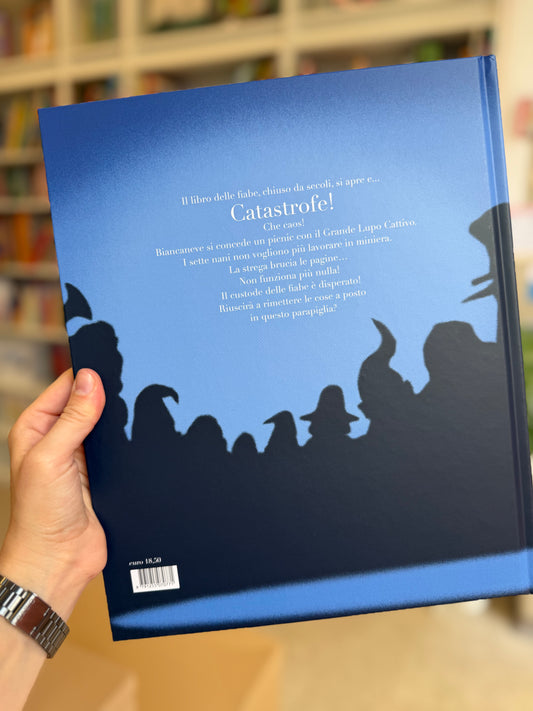 Il libro delle fiabe, chiuso da secoli, si apre e...
Catastrofe!
Che caos!
Biancaneve si concede un picnic con il Grande Lupo Cattivo.
I sette nani non vogliono più lavorare in miniera.
La strega brucia le pagine...
Non funziona più nulla!
Il custode delle fiabe è disperato!
Riuscirà a rimettere le cose a posto
in questo parapiglia?
euro 18,50